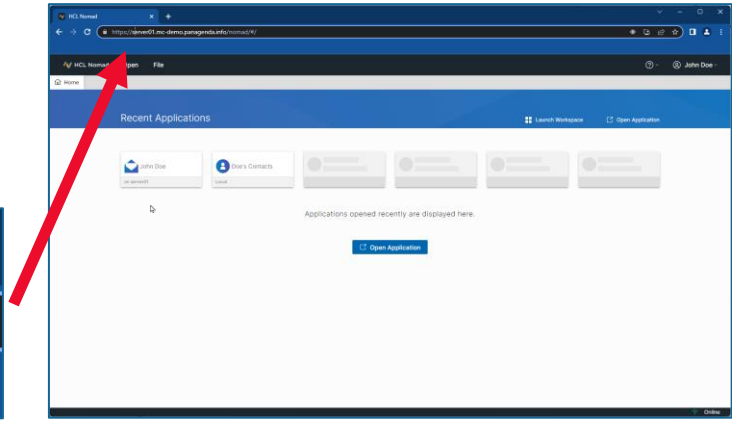 HCL Nomad
https://server01.mc-demo.panagenda.info/nomad/#/
HCL Nomad Open File John Doe
Home
Recent Applications Launch Workspace Open Application
John Doe Doe's Contacts
Local
Applications opened recently are displayed here.
Open Application
Online